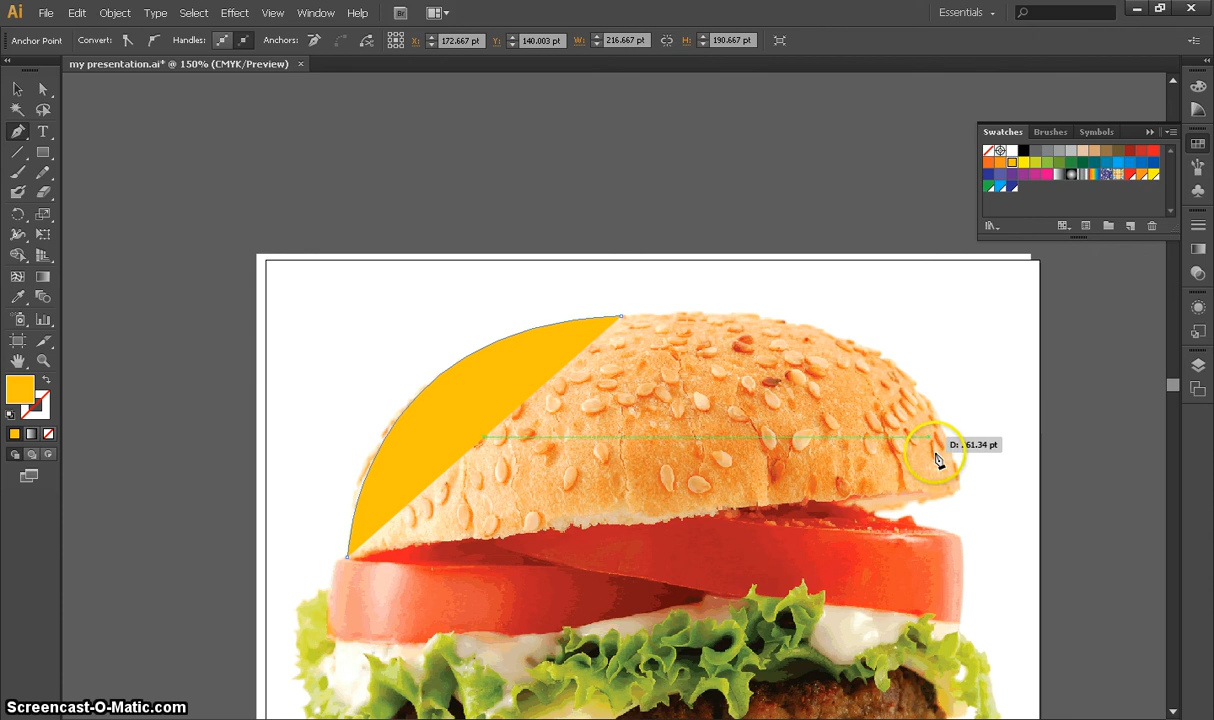 Ai File Edit Object Type Select Effect View Window Help Br Essentials
Anchor Point Convert: Handles: Anchors: X: 172.667 pt Y: 140.003 pt W: 216.667 pt H: 190.667 pt
my presentation.ai* @ 150% (CMYK/Preview) ×
Swatches Brushes Symbols
T
D: 61.34 pt
Screencast-O-Matic.com